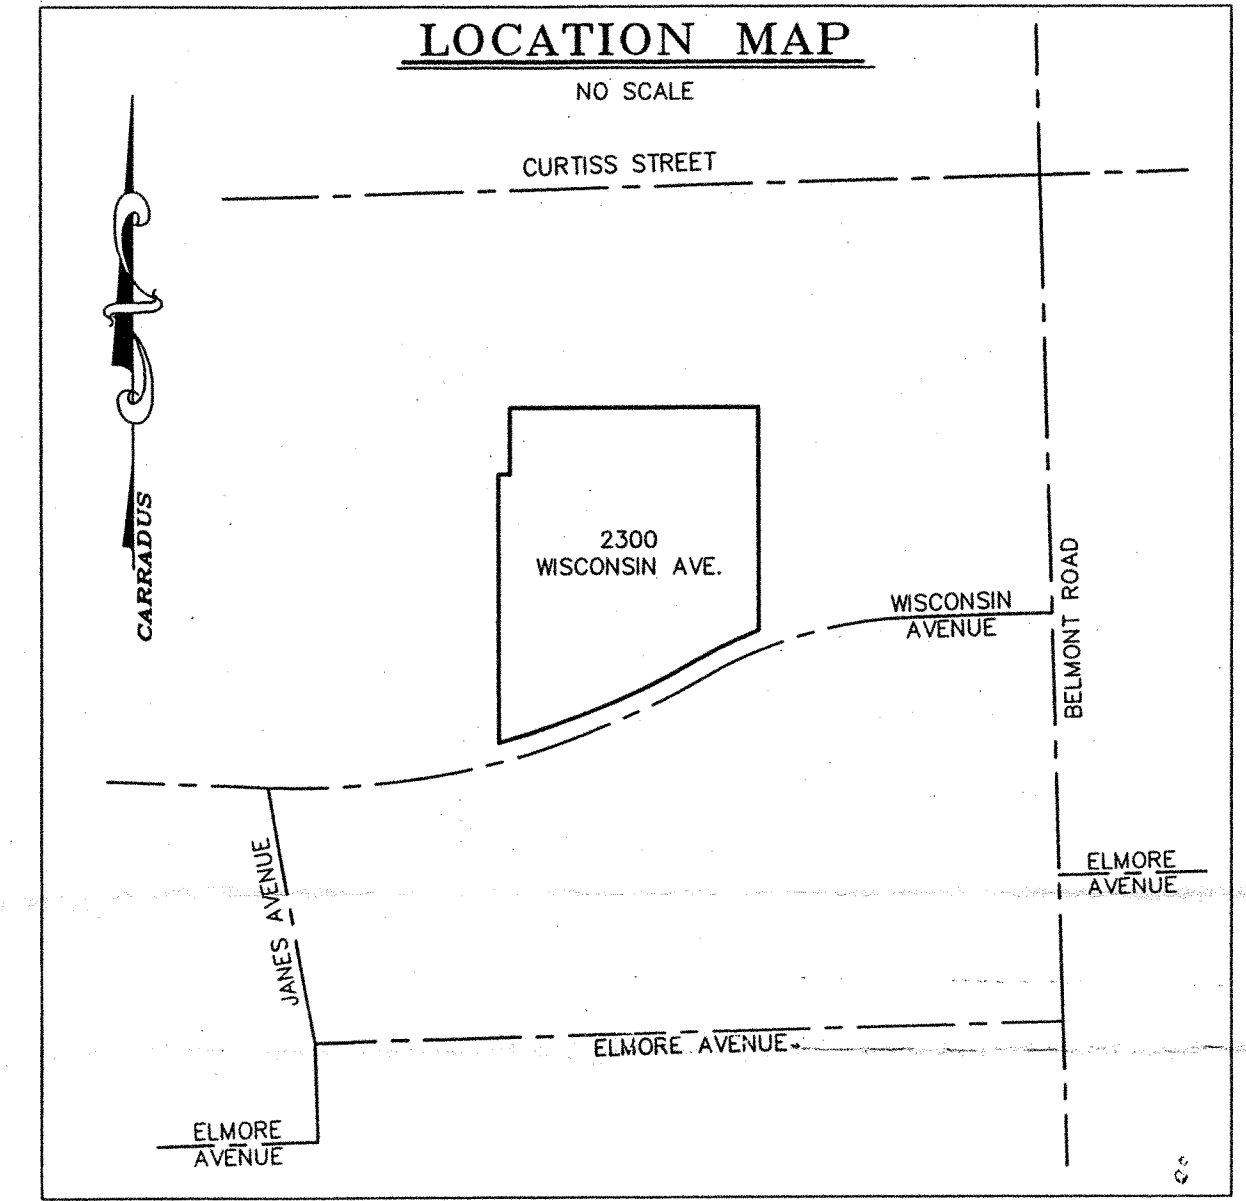 LOCATION MAP
NO SCALE
CURTISS STREET
CARRADUS
2300
WISCONSIN AVE.
WISCONSIN
AVENUE
BELMONT ROAD
JANES AVENUE
ELMORE
AVENUE
ELMORE AVENUE
ELMORE
AVENUE